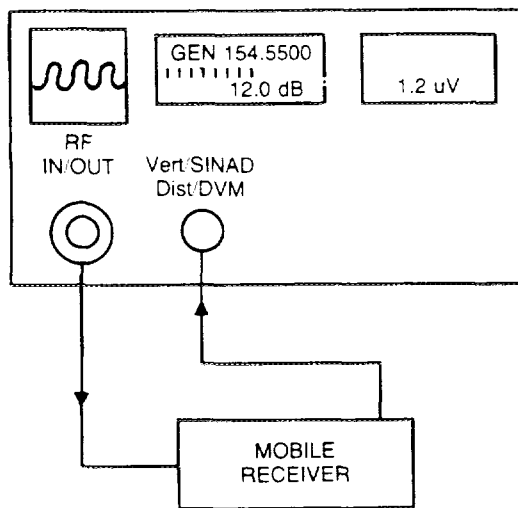 GEN 154.5500
12.0 dB
1.2 uV
RF
IN/OUT
Vert/SINAD
Dist/DVM
MOBILE
RECEIVER